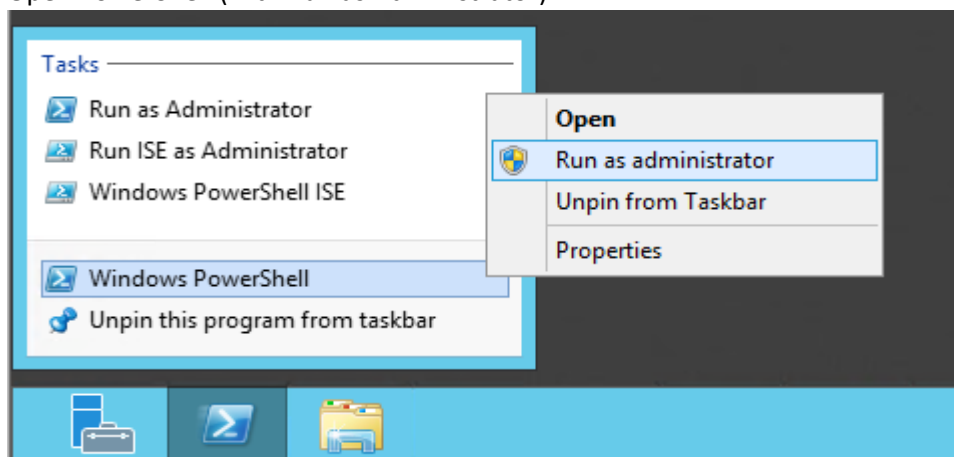 Tasks
Run as Administrator
Run ISE as Administrator
Windows PowerShell ISE
Windows PowerShell
Unpin this program from taskbar
Open
Run as administrator
Unpin from Taskbar
Properties